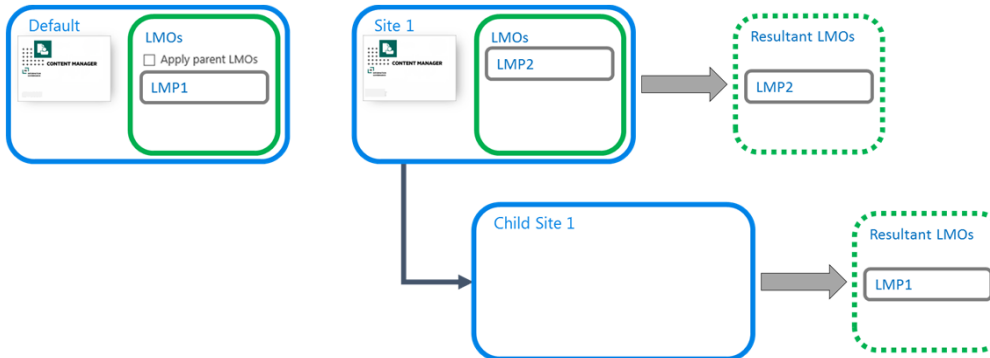 Default
CONTENT MANAGER
LMOs
Apply parent LMOs
LMP1
Site 1
CONTENT MANAGER
LMOs
LMP2
Resultant LMOs
LMP2
Child Site 1
Resultant LMOs
LMP1